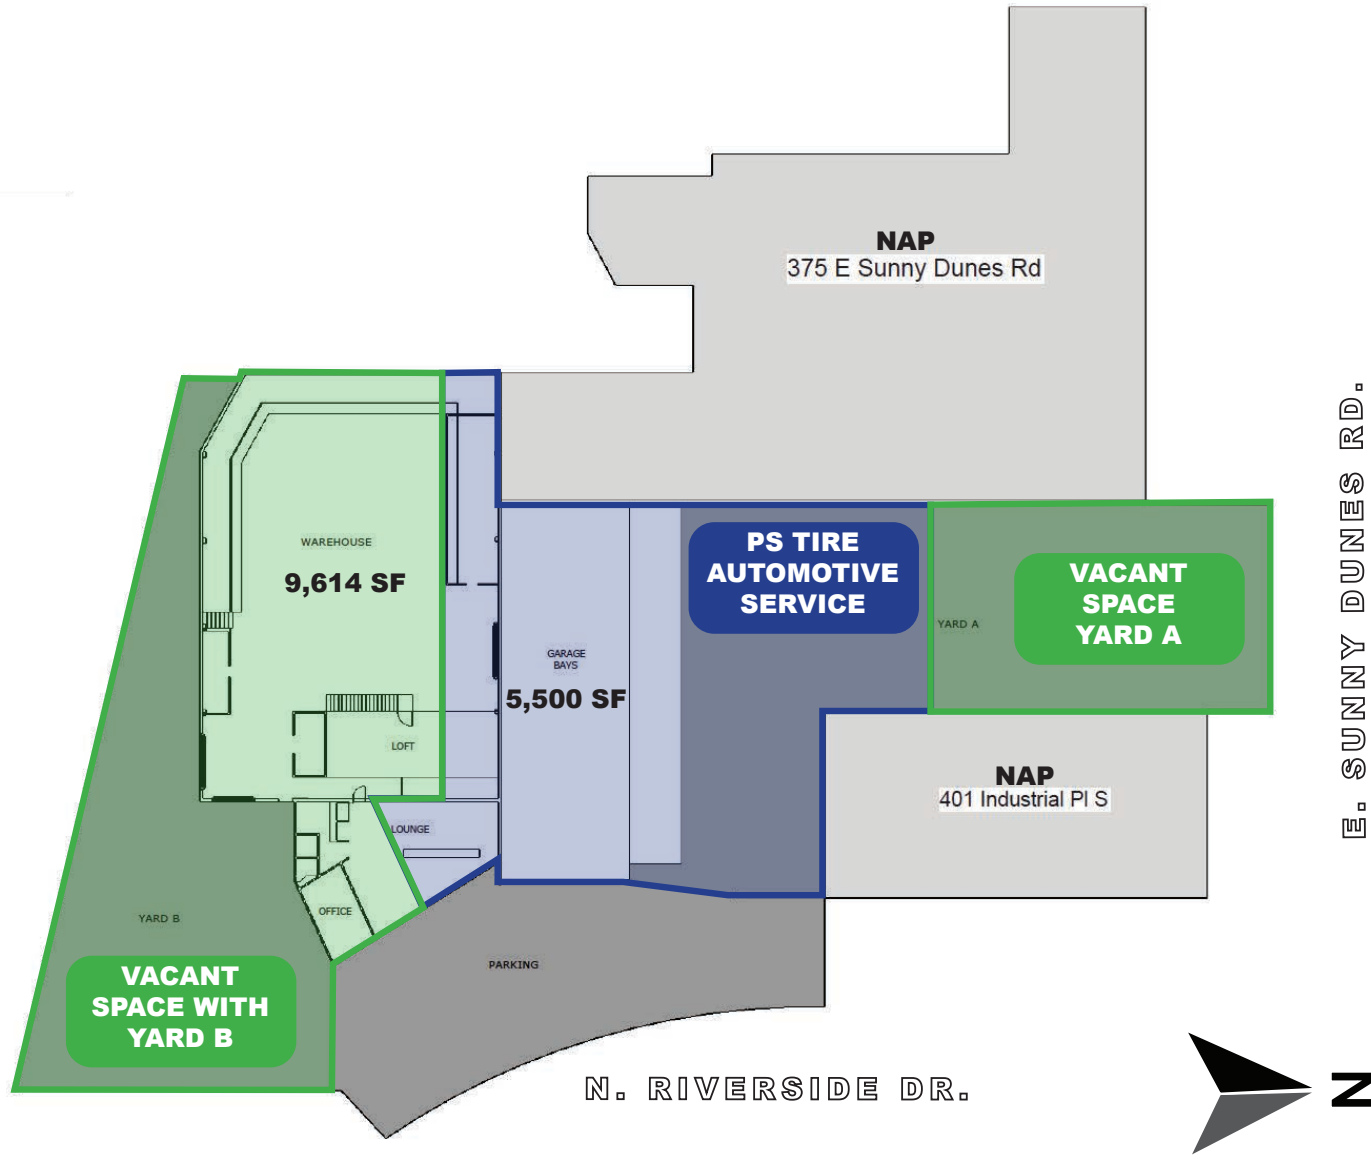 NAP
375 E Sunny Dunes Rd
E. SUNNY DUNES RD.
WAREHOUSE
9,614 SF
PS TIRE
AUTOMOTIVE
SERVICE
VACANT
SPACE
YARD A
YARD A
GARAGE
BAYS
5,500 SF
LOFT
NAP
401 Industrial Pl S
LOUNGE
OFFICE
YARD B
PARKING
VACANT
SPACE WITH
YARD B
N. RIVERSIDE DR.
N